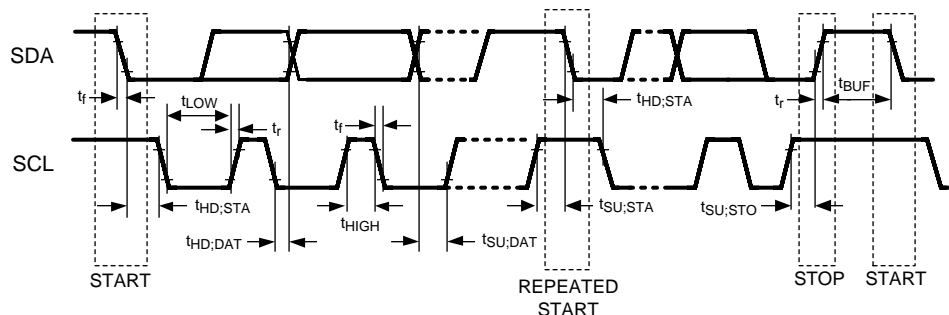 SDA
t_f
t_LOW
t_r
t_f
t_HD;STA
t_r
t_BUF
SCL
t_HD;STA
t_HD;DAT
t_HIGH
t_SU;DAT
t_SU;STA
t_SU;STO
START
REPEATED
START
STOP
START